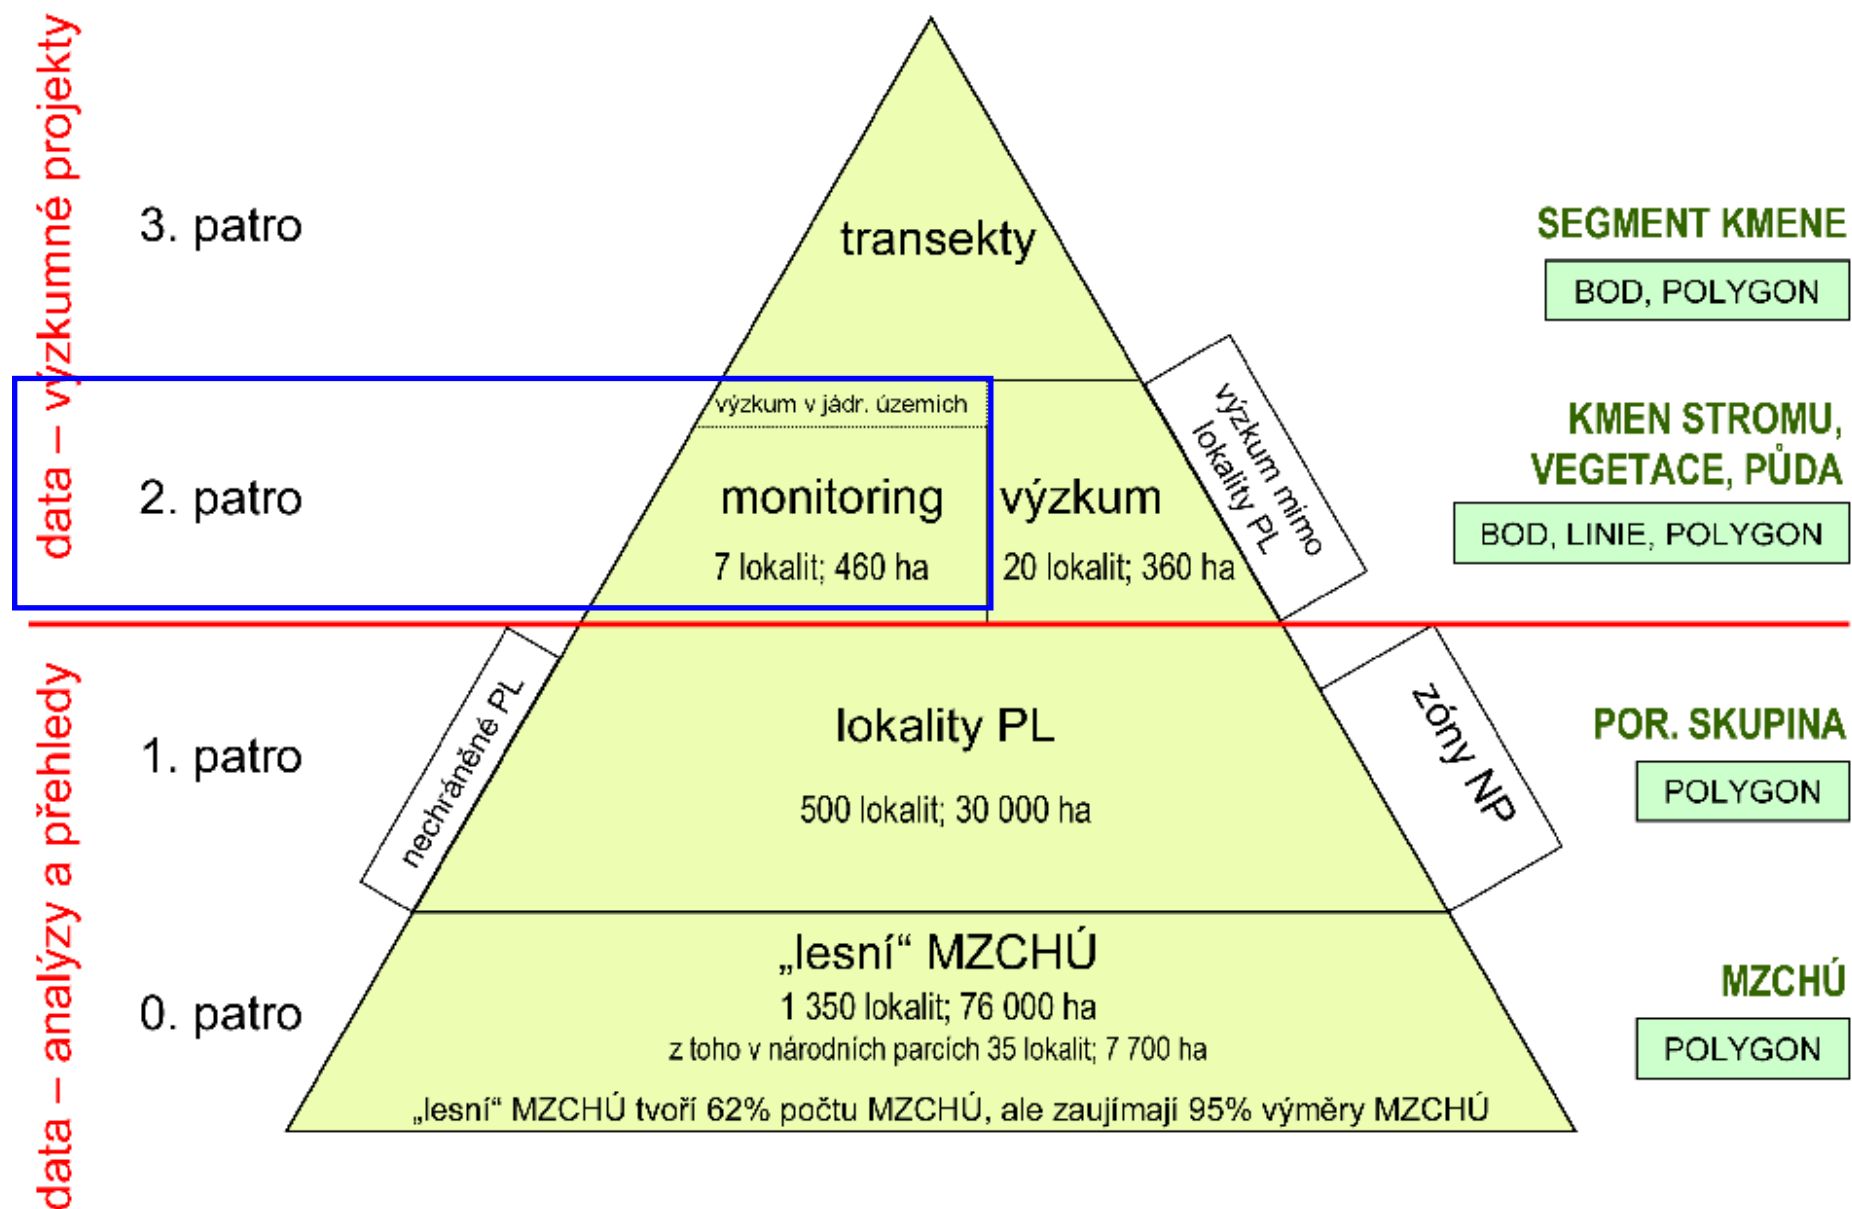 data – výzkumné projekty
3. patro
transekty
SEGMENT KMENE
BOD, POLYGON
2. patro
výzkum v jádr. územích
monitoring
7 lokalit; 460 ha
výzkum
20 lokalit; 360 ha
výzkum mimo
lokality PL
KMEN STROMU,
VEGETACE, PŮDA
BOD, LINIE, POLYGON
data – analýzy a přehledy
1. patro
nechráněné PL
lokality PL
500 lokalit; 30 000 ha
zóny NP
POR. SKUPINA
POLYGON
0. patro
„lesní“ MZCHÚ
1 350 lokalit; 76 000 ha
z toho v národních parcích 35 lokalit; 7 700 ha
„lesní“ MZCHÚ tvoří 62% počtu MZCHÚ, ale zaujímají 95% výměry MZCHÚ
MZCHÚ
POLYGON